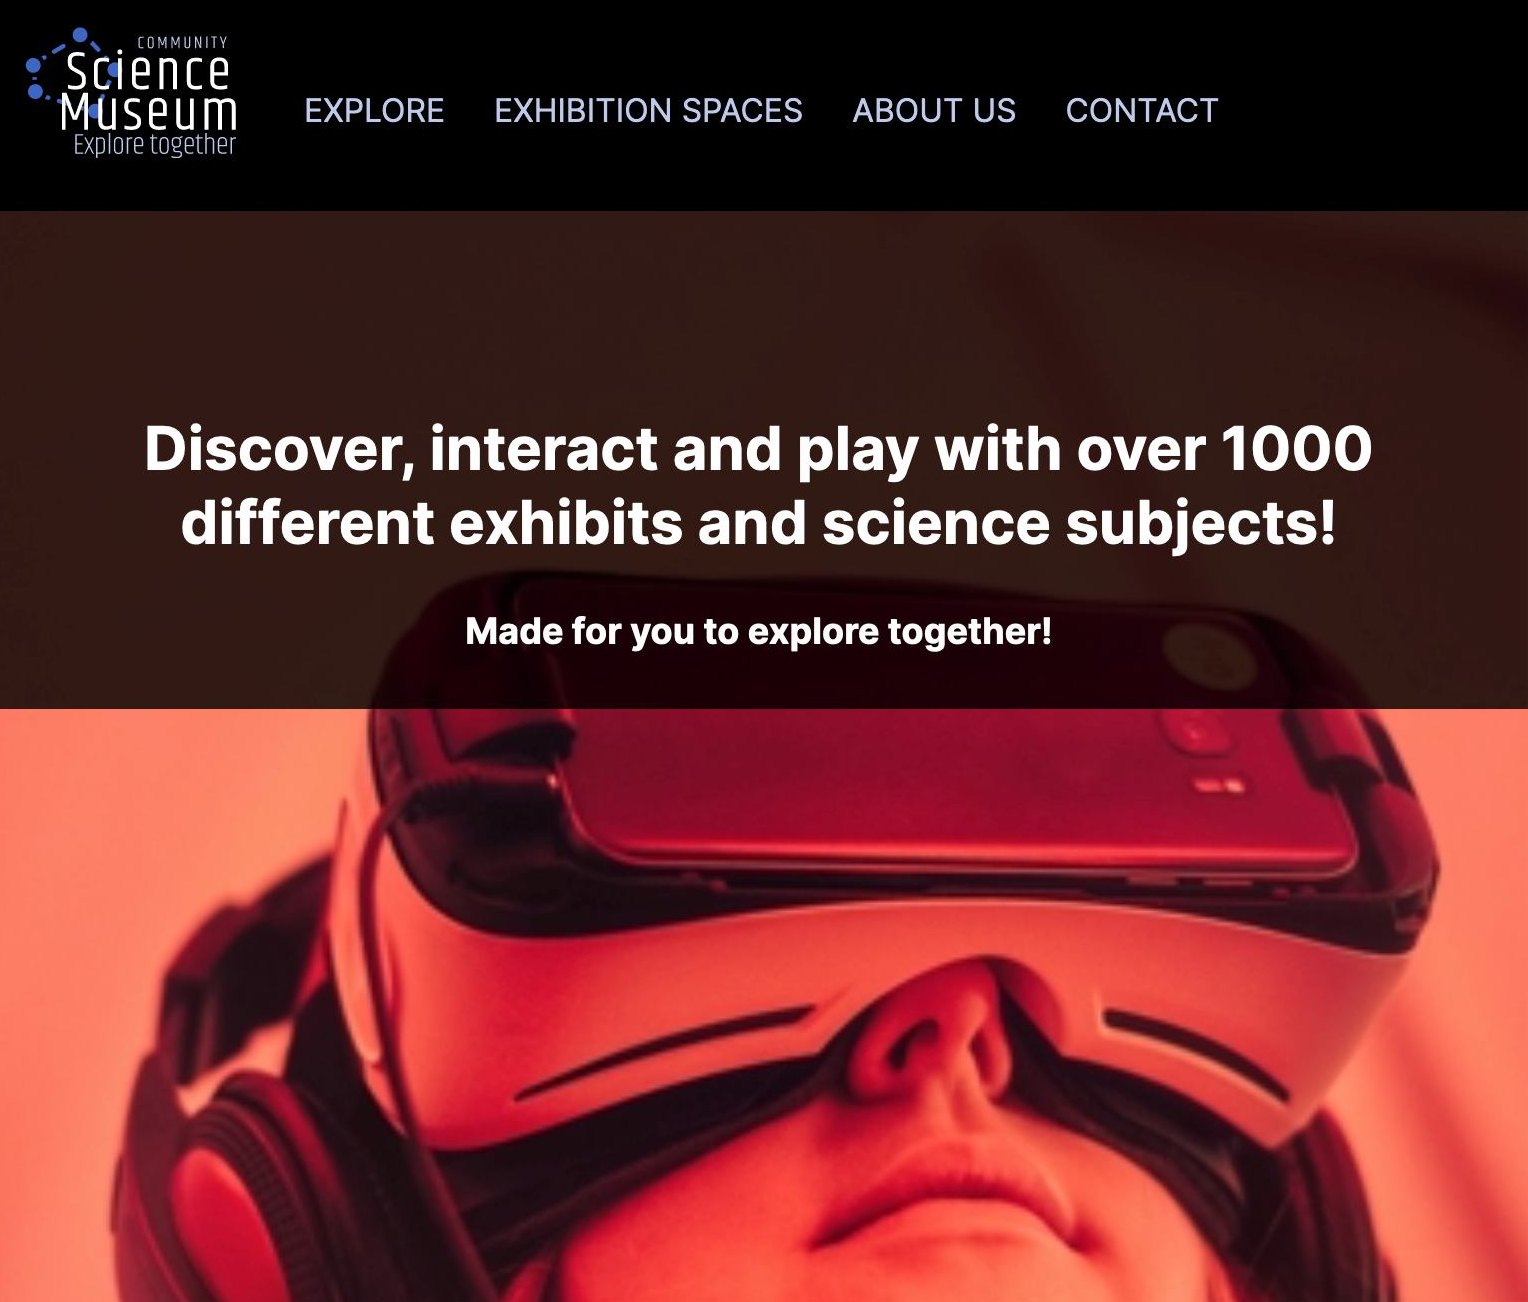 COMMUNITY
Science
Museum
Explore together
EXPLORE EXHIBITION SPACES ABOUT US CONTACT
Discover, interact and play with over 1000
different exhibits and science subjects!
Made for you to explore together!